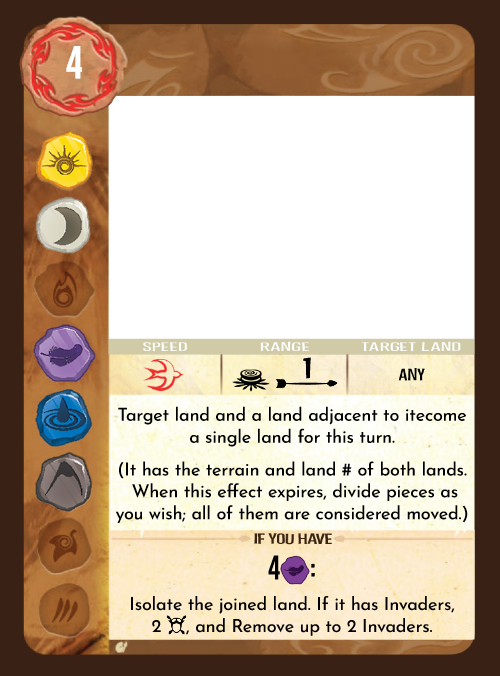 4
SPEED RANGE TARGET LAND
1 ANY
Target land and a land adjacent to itecome
a single land for this turn.
(It has the terrain and land # of both lands.
When this effect expires, divide pieces as
you wish; all of them are considered moved.)
IF YOU HAVE
4 :
Isolate the joined land. If it has Invaders,
2 , and Remove up to 2 Invaders.